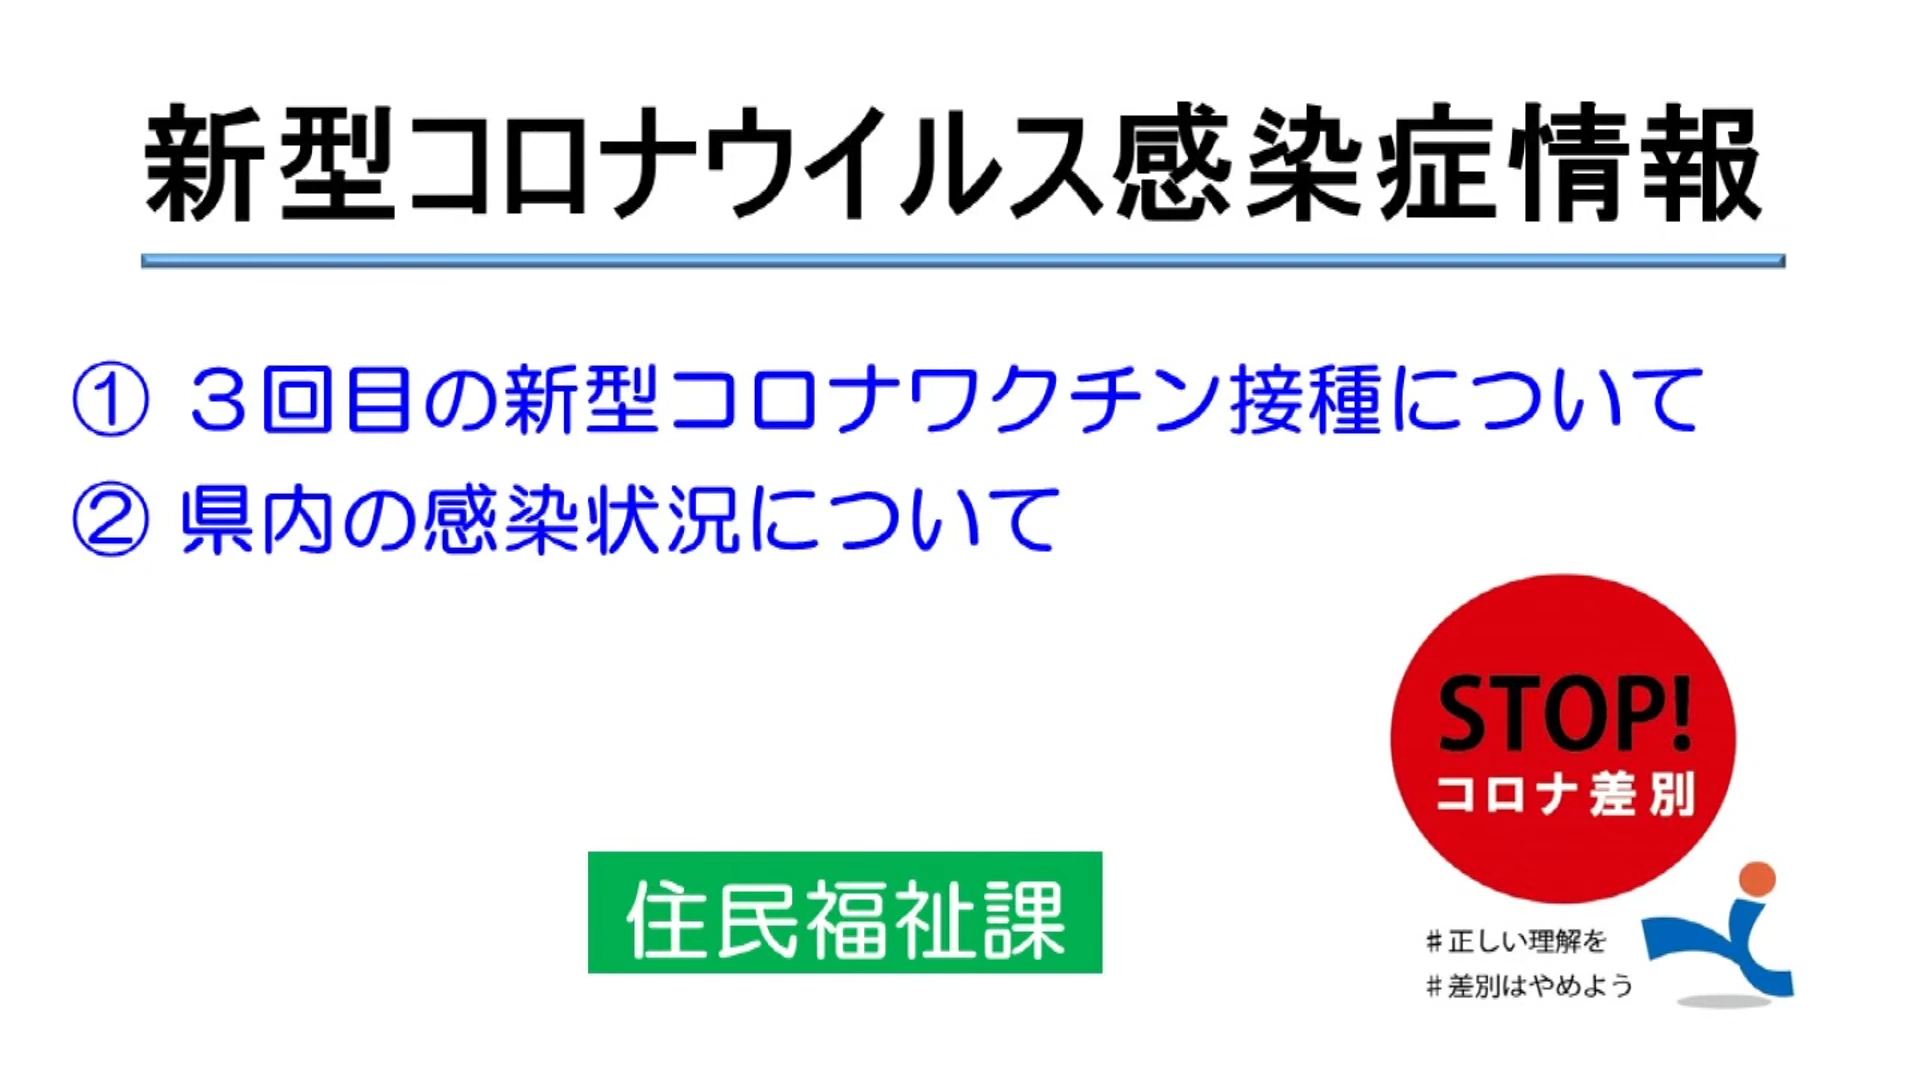 新型コロナウイルス感染症情報
① ３回目の新型コロナワクチン接種について
② 県内の感染状況について
STOP!
コロナ差別
住民福祉課
＃正しい理解を
＃差別はやめよう